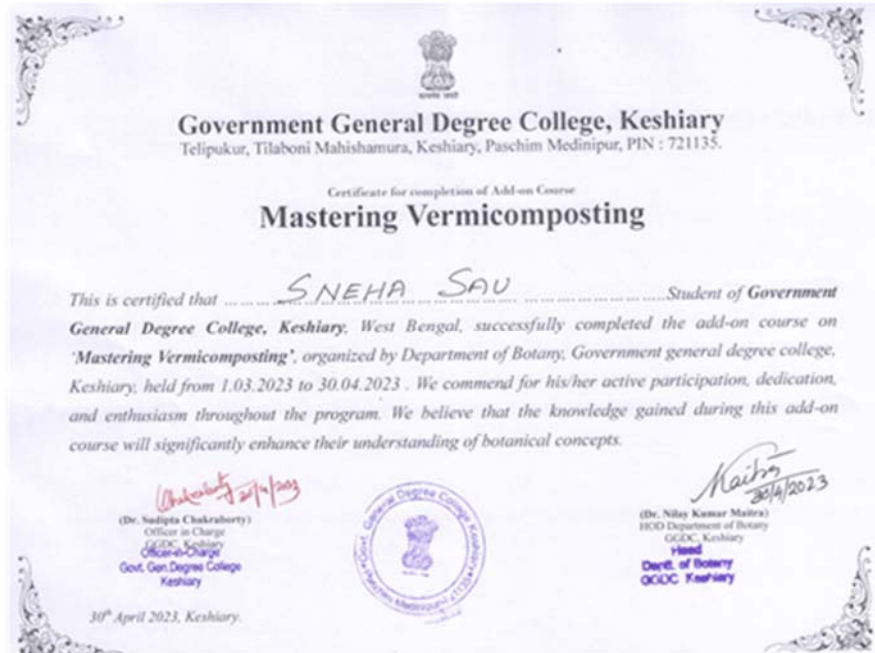 Government General Degree College, Keshiary
Telipukur, Tilaboni Mahishamura, Keshiary, Paschim Medinipur, PIN : 721135.
Certificate for completion of Add-on Course
Mastering Vermicomposting
This is certified that ............ SNEHA SAU ..................... Student of Government
General Degree College, Keshiary, West Bengal, successfully completed the add-on course on
'Mastering Vermicomposting', organized by Department of Botany, Government general degree college,
Keshiary, held from 1.03.2023 to 30.04.2023 . We commend for his/her active participation, dedication,
and enthusiasm throughout the program. We believe that the knowledge gained during this add-on
course will significantly enhance their understanding of botanical concepts.
(Dr. Sudipta Chakraborty)
Officer in Charge
GGDC, Keshiary
Officer-in-Charge
Govt. Gen. Degree College
Keshiary
Maitra
30/4/2023
(Dr. Nilay Kumar Maitra)
HOD Department of Botany
GGDC, Keshiary
Head
Deptt. of Botany
GGDC Keshiary
30th April 2023, Keshiary.